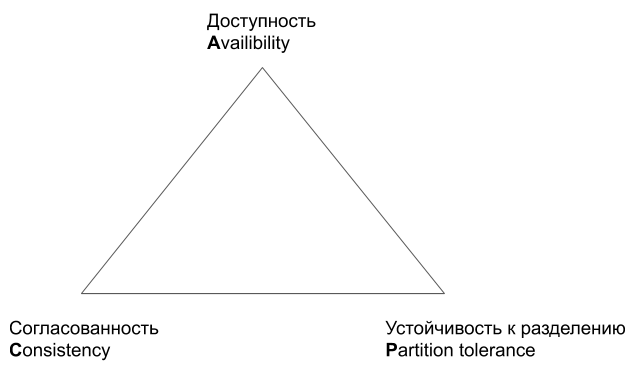 Доступность
Availibility
Согласованность
Consistency
Устойчивость к разделению
Partition tolerance